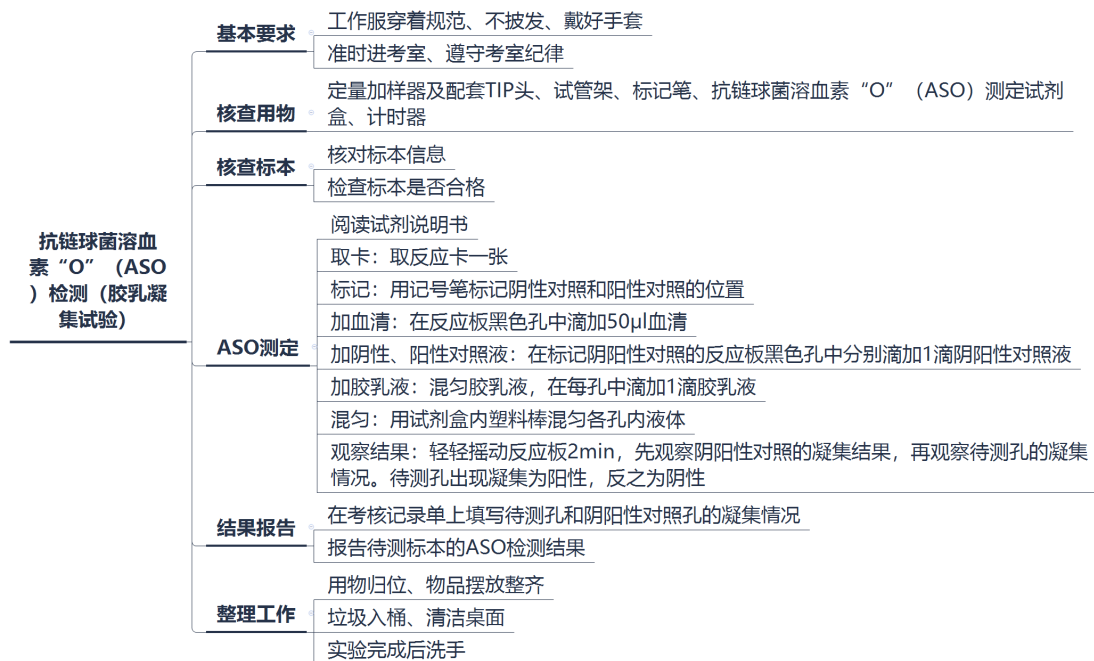 抗链球菌溶血
素“O”（ASO
）检测（胶乳凝
集试验）
基本要求
工作服穿着规范、不披发、戴好手套
准时进考室、遵守考室纪律
核查用物
定量加样器及配套TIP头、试管架、标记笔、抗链球菌溶血素“O”（ASO）测定试剂
盒、计时器
核查标本
核对标本信息
检查标本是否合格
ASO测定
阅读试剂说明书
取卡：取反应卡一张
标记：用记号笔标记阴性对照和阳性对照的位置
加血清：在反应板黑色孔中滴加50μl血清
加阴性、阳性对照液：在标记阴阳性对照的反应板黑色孔中分别滴加1滴阴阳性对照液
加胶乳液：混匀胶乳液，在每孔中滴加1滴胶乳液
混匀：用试剂盒内塑料棒混匀各孔内液体
观察结果：轻轻摇动反应板2min，先观察阴阳性对照的凝集结果，再观察待测孔的凝集
情况。待测孔出现凝集为阳性，反之为阴性
结果报告
在考核记录单上填写待测孔和阴阳性对照孔的凝集情况
报告待测标本的ASO检测结果
整理工作
用物归位、物品摆放整齐
垃圾入桶、清洁桌面
实验完成后洗手